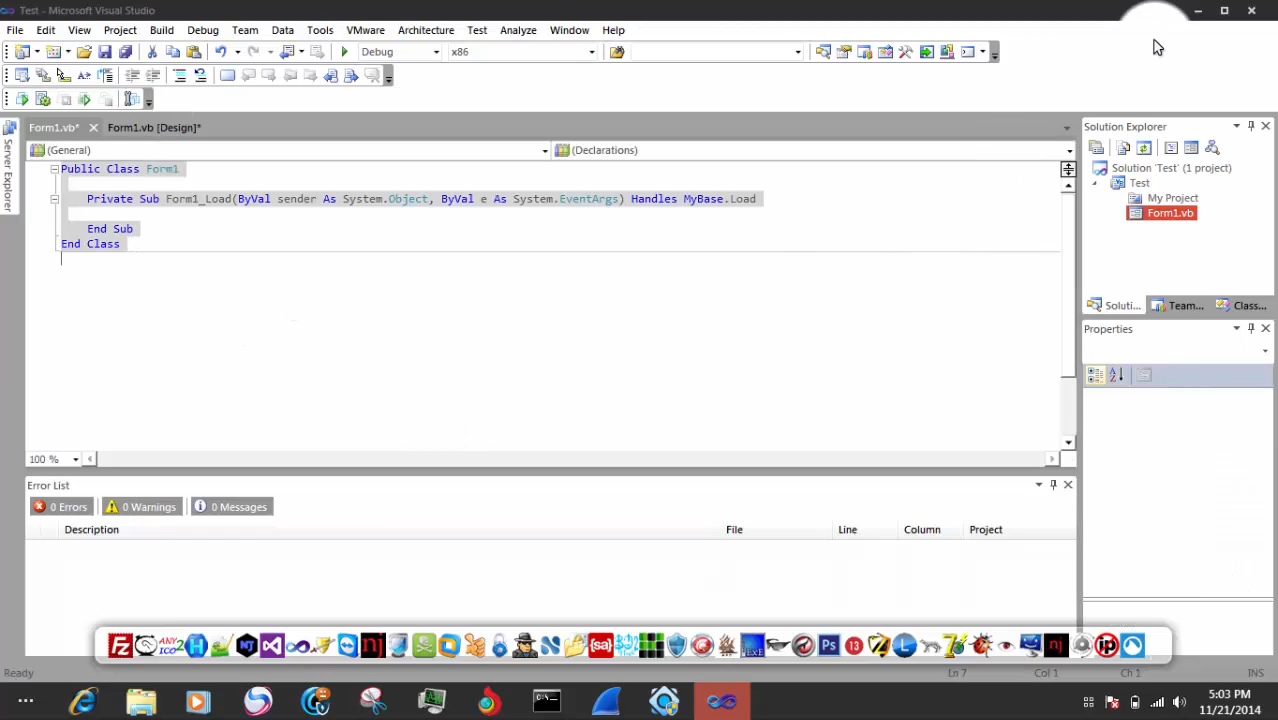 Test - Microsoft Visual Studio
File Edit View Project Build Debug Team Data Tools VMware Architecture Test Analyze Window Help
Debug x86
Form1.vb* Form1.vb [Design]*
(General) (Declarations)
Public Class Form1
Private Sub Form1_Load(ByVal sender As System.Object, ByVal e As System.EventArgs) Handles MyBase.Load
End Sub
End Class
100 %
Server Explorer
Solution Explorer
Solution 'Test' (1 project)
Test
My Project
Form1.vb
Soluti... Team... Class...
Properties
Error List
0 Errors 0 Warnings 0 Messages
Description File Line Column Project
Ready Ln 7 Col 1 Ch 1 INS
5:03 PM
11/21/2014